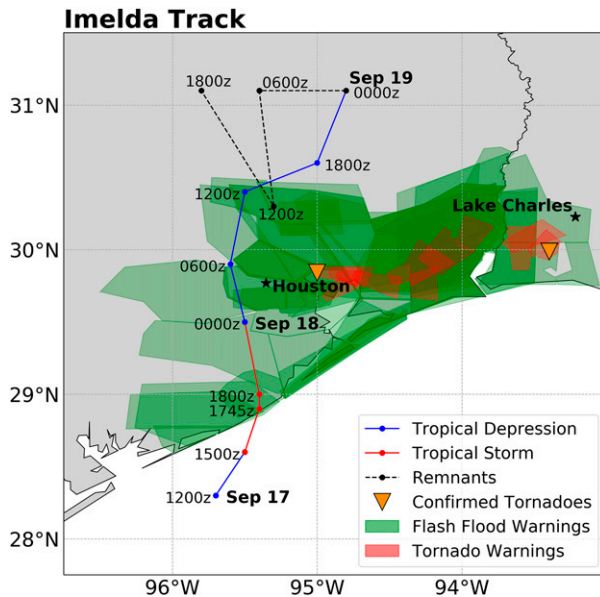 Imelda Track
31°N
30°N
29°N
28°N
96°W
95°W
94°W
1800z
0600z
Sep 19
0000z
1800z
1200z
1200z
Lake Charles
0600z
Houston
0000z
Sep 18
1800z
1745z
1500z
1200z
Sep 17
Tropical Depression
Tropical Storm
Remnants
Confirmed Tornadoes
Flash Flood Warnings
Tornado Warnings